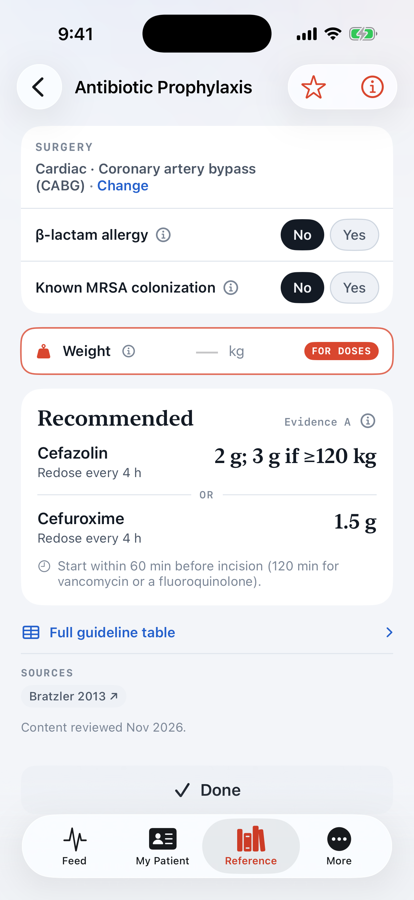 9:41
Antibiotic Prophylaxis
SURGERY
Cardiac · Coronary artery bypass
(CABG) · Change
β-lactam allergy
No
Yes
Known MRSA colonization
No
Yes
Weight
— kg
FOR DOSES
Recommended
Evidence A
Cefazolin
2 g; 3 g if ≥120 kg
Redose every 4 h
OR
Cefuroxime
1.5 g
Redose every 4 h
Start within 60 min before incision (120 min for
vancomycin or a fluoroquinolone).
Full guideline table
SOURCES
Bratzler 2013 ↗
Content reviewed Nov 2026.
Done
Feed
My Patient
Reference
More